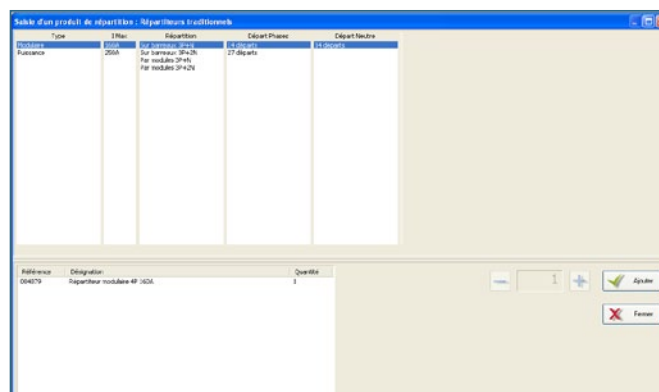 Saisie d'un produit de répartition : Répartiteurs traditionnels
Type I Max Répartition Départ Phases Départ Neutre
Modulaire 160A Sur barreaux 3P+N 14 départs 14 départs
Puissance 250A Sur barreaux 3P+2N 27 départs
Par modules 3P+N
Par modules 3P+2N
Référence Désignation Quantité
004879 Répartiteur modulaire 4P 160A 1
1
Ajouter
Fermer